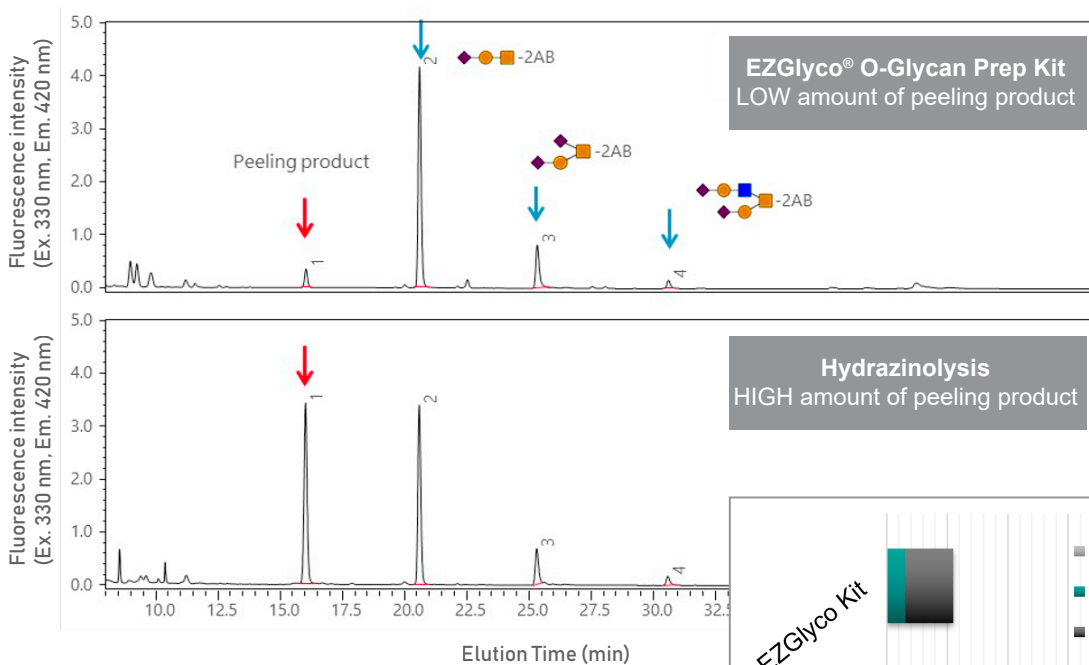 Fluorescence intensity
(Ex. 330 nm, Em. 420 nm)
5.0
4.0
3.0
2.0
1.0
0.0
Peeling product
1
2
-2AB
3
-2AB
4
-2AB
EZGlyco® O-Glycan Prep Kit
LOW amount of peeling product
Fluorescence intensity
(Ex. 330 nm, Em. 420 nm)
5.0
4.0
3.0
2.0
1.0
0.0
1
2
3
4
Hydrazinolysis
HIGH amount of peeling product
10.0 12.5 15.0 17.5 20.0 22.5 25.0 27.5 30.0
Elution Time (min)
EZGlyco Kit